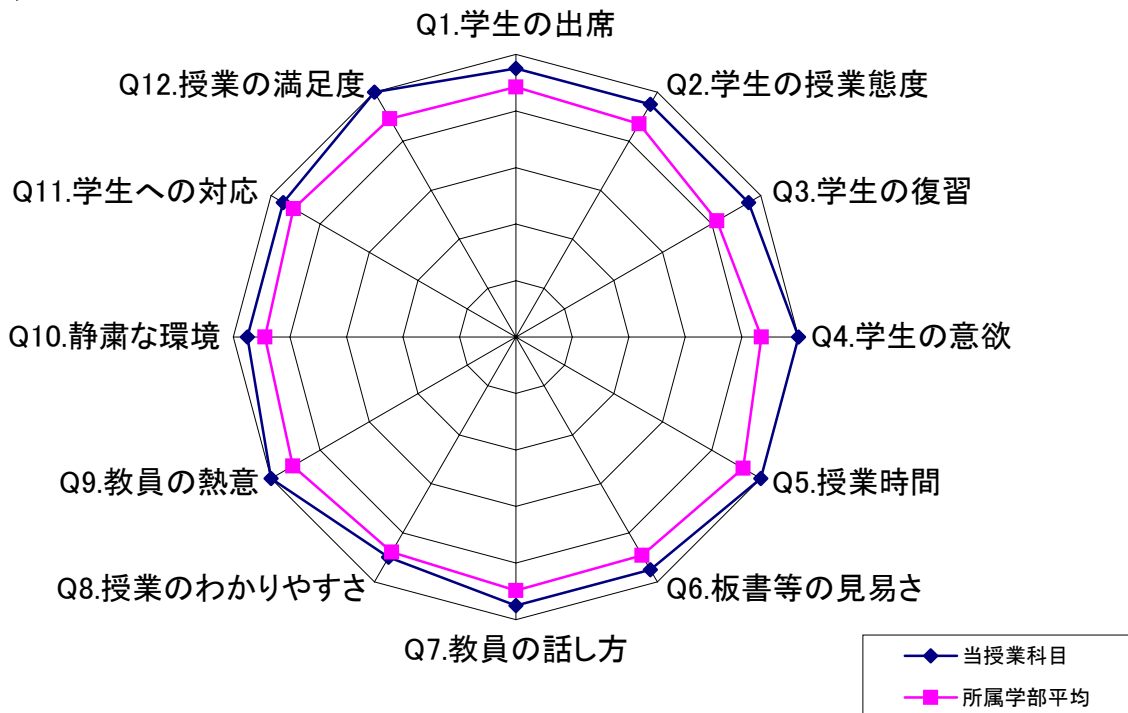 Q1.学生の出席
Q2.学生の授業態度
Q3.学生の復習
Q4.学生の意欲
Q5.授業時間
Q6.板書等の見易さ
Q7.教員の話し方
Q8.授業のわかりやすさ
Q9.教員の熱意
Q10.静粛な環境
Q11.学生への対応
Q12.授業の満足度
当授業科目
所属学部平均